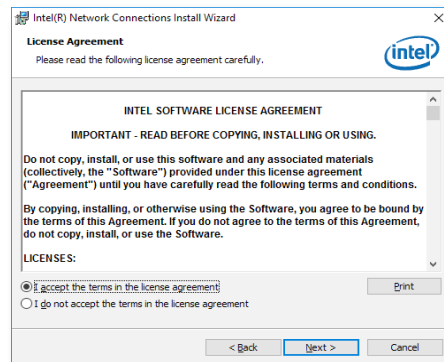 Intel(R) Network Connections Install Wizard
License Agreement
Please read the following license agreement carefully.
intel
INTEL SOFTWARE LICENSE AGREEMENT
IMPORTANT - READ BEFORE COPYING, INSTALLING OR USING.
Do not copy, install, or use this software and any associated materials
(collectively, the "Software") provided under this license agreement
("Agreement") until you have carefully read the following terms and conditions.
By copying, installing, or otherwise using the Software, you agree to be bound by
the terms of this Agreement. If you do not agree to the terms of this Agreement,
do not copy, install, or use the Software.
LICENSES:
I accept the terms in the license agreement
Print
I do not accept the terms in the license agreement
< Back
Next >
Cancel